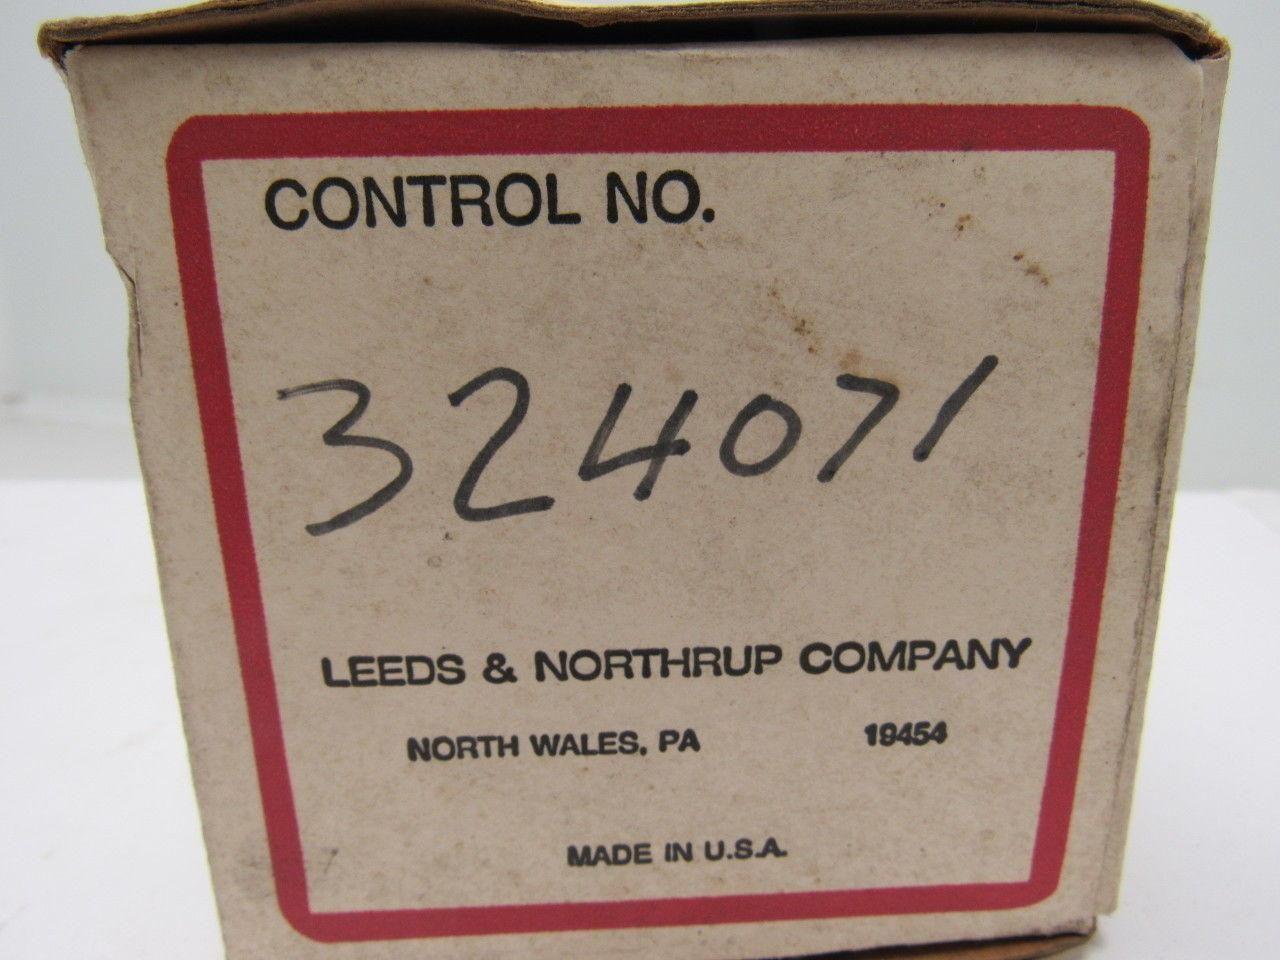 CONTROL NO.
324071
LEEDS & NORTHRUP COMPANY
NORTH WALES, PA 19454
MADE IN U.S.A.